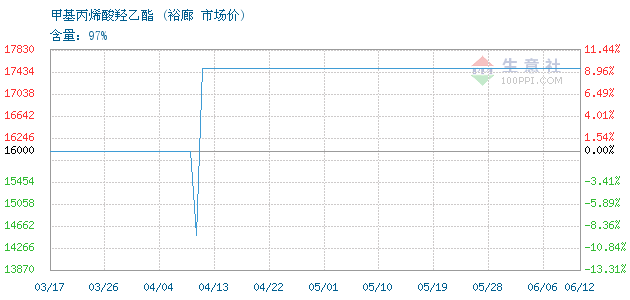 甲基丙烯酸羟乙酯 (裕廊 市场价)
含量: 97%
17830 11.44%
17434 8.96%
17038 6.49%
16642 4.01%
16246 1.54%
16000 0.00%
15454 -3.41%
15058 -5.89%
14662 -8.36%
14266 -10.84%
13870 -13.31%
生意社
100PPI.COM
03/17 03/26 04/04 04/13 04/22 05/01 05/10 05/19 05/28 06/06 06/12